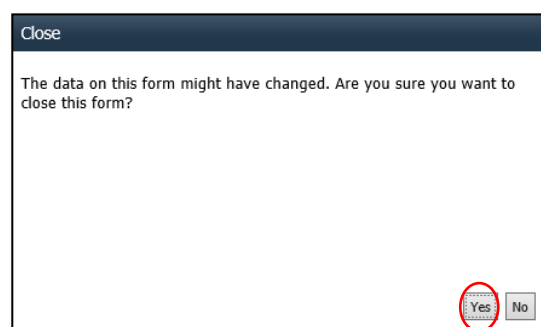 Close
The data on this form might have changed. Are you sure you want to
close this form?
Yes No